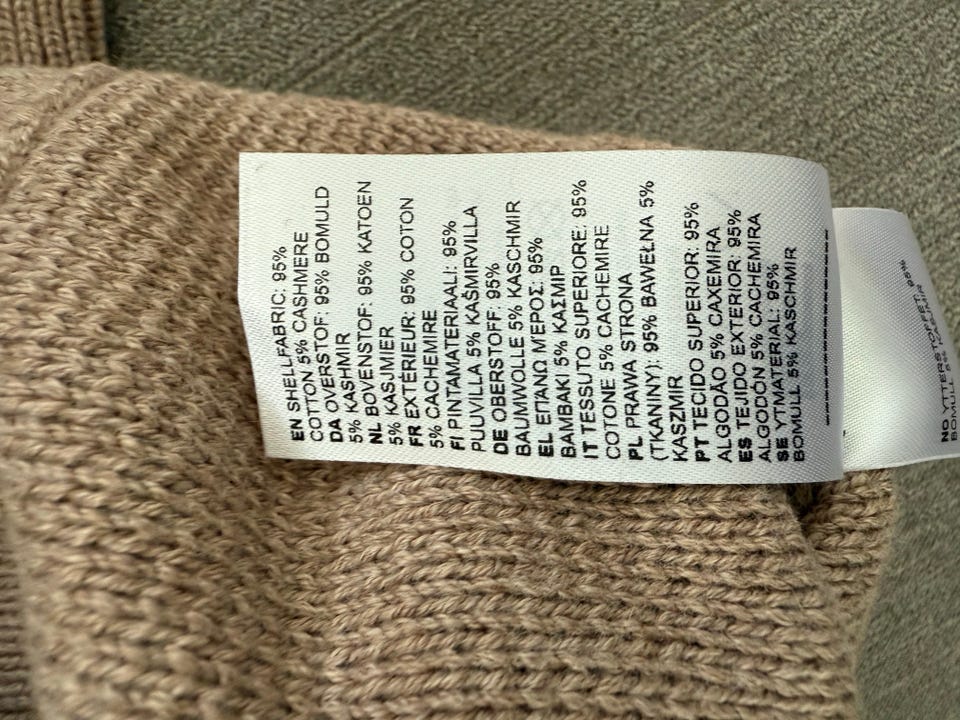 EN SHELLFABRIC: 95%
COTTON 5% CASHMERE
DA OVERSTOF: 95% BOMULD
5% KASHMIR
NL BOVENSTOF: 95% KATOEN
5% KASJMIER
FR EXTÉRIEUR: 95% COTON
5% CACHEMIRE
FI PINTAMATERIAALI: 95%
PUUVILLA 5% KAŠMIRVILLA
DE OBERSTOFF: 95%
BAUMWOLLE 5% KASCHMIR
EL ΕΠΑΝΩ ΜΕΡΟΣ: 95%
ΒΑΜΒΑΚΙ 5% ΚΑΣΜΙΡ
IT TESSUTO SUPERIORE: 95%
COTONE 5% CACHEMIRE
PL PRAWA STRONA
(TKANINY): 95% BAWEŁNA 5%
KASZMIR
PT TECIDO SUPERIOR: 95%
ALGODÃO 5% CAXEMIRA
ES TEJIDO EXTERIOR: 95%
ALGODÓN 5% CACHEMIRA
SE YTMATERIAL: 95%
BOMULL 5% KASCHMIR
NO YTTERSTOFFET: 95%
BOMULL 5% KASJMIR